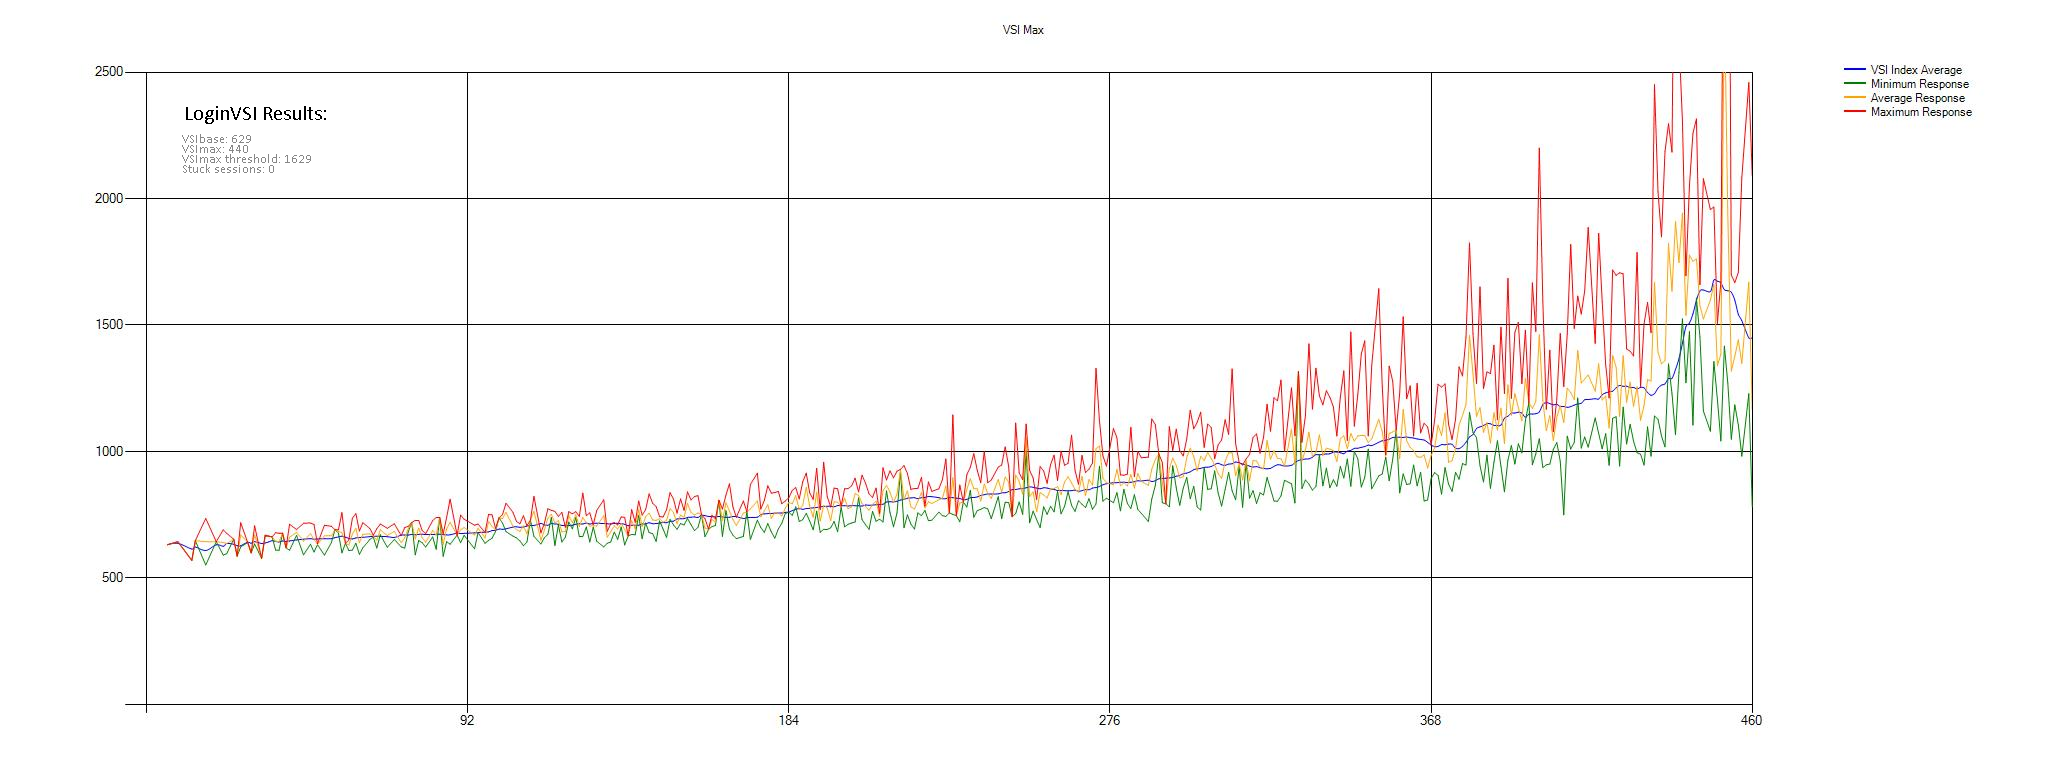 VSI Max
2500
2000
1500
1000
500
92
184
276
368
460
LoginVSI Results:
VSIbase: 629
VSImax: 440
VSImax threshold: 1629
Stuck sessions: 0
VSI Index Average
Minimum Response
Average Response
Maximum Response